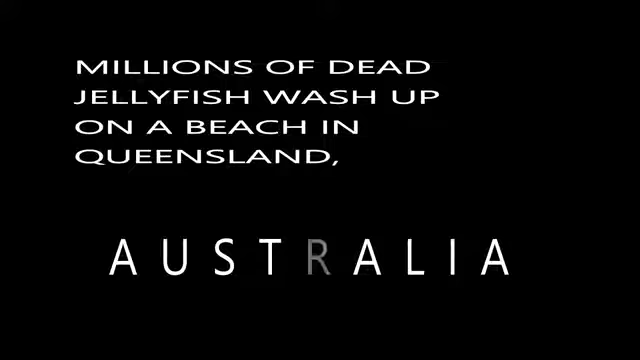 MILLIONS OF DEAD
JELLYFISH WASH UP
ON A BEACH IN
QUEENSLAND,
AUSTRALIA